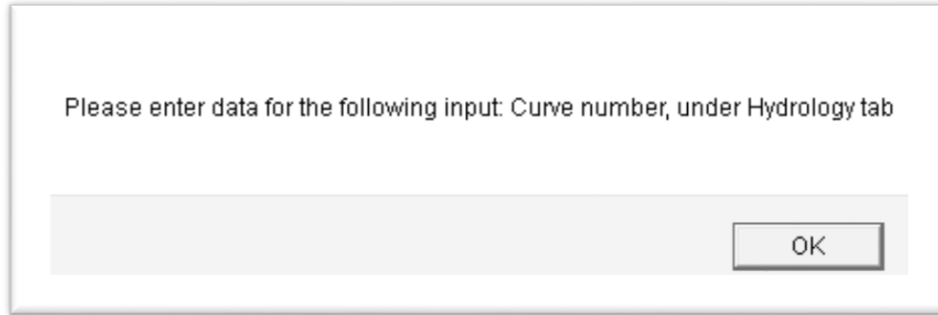 Please enter data for the following input: Curve number, under Hydrology tab
OK